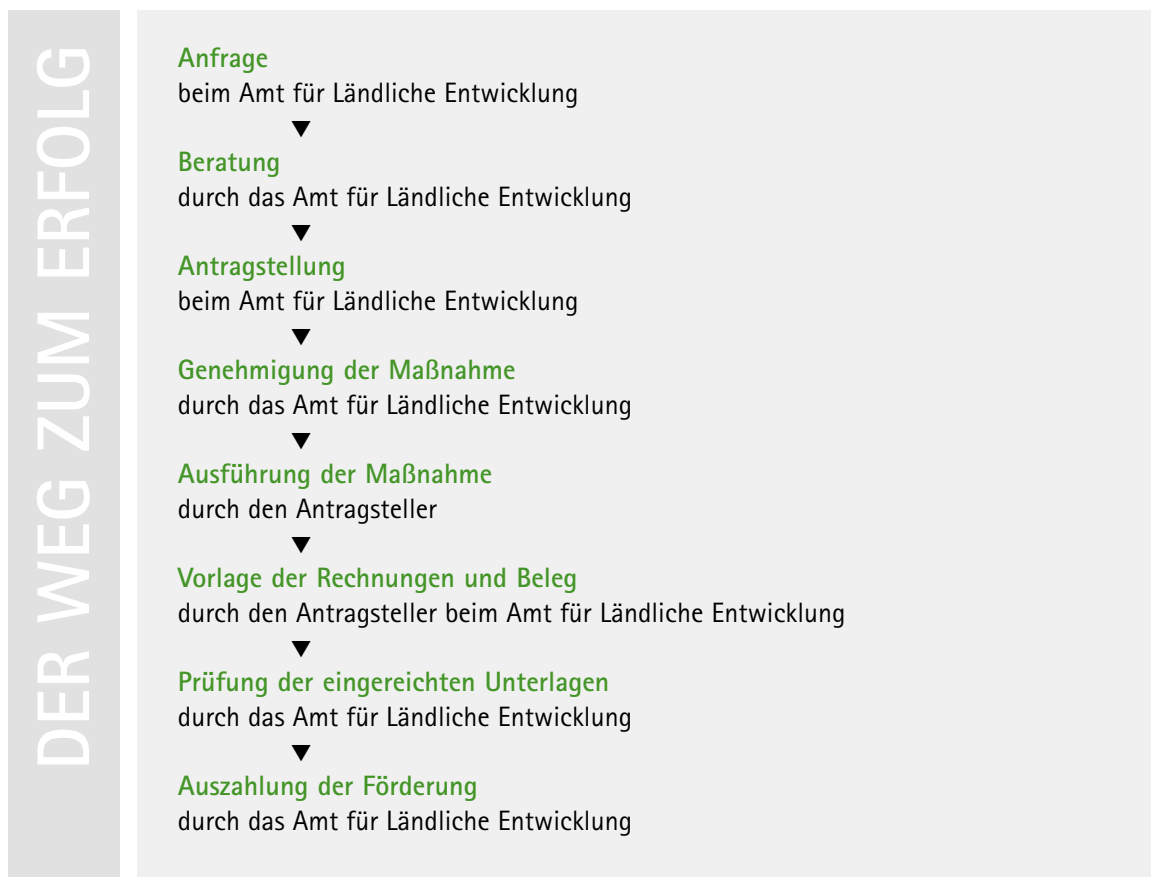 DER WEG ZUM ERFOLG
Anfrage
beim Amt für Ländliche Entwicklung
▼
Beratung
durch das Amt für Ländliche Entwicklung
▼
Antragstellung
beim Amt für Ländliche Entwicklung
▼
Genehmigung der Maßnahme
durch das Amt für Ländliche Entwicklung
▼
Ausführung der Maßnahme
durch den Antragsteller
▼
Vorlage der Rechnungen und Beleg
durch den Antragsteller beim Amt für Ländliche Entwicklung
▼
Prüfung der eingereichten Unterlagen
durch das Amt für Ländliche Entwicklung
▼
Auszahlung der Förderung
durch das Amt für Ländliche Entwicklung